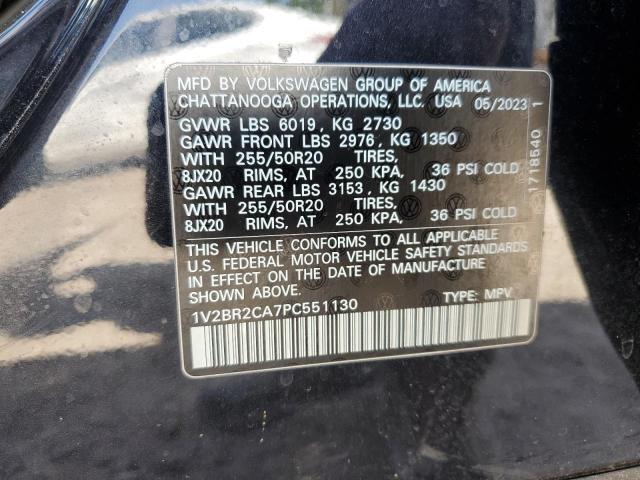 MFD BY VOLKSWAGEN GROUP OF AMERICA
CHATTANOOGA OPERATIONS, LLC. USA 05/2023 1
GVWR LBS 6019, KG 2730
GAWR FRONT LBS 2976, KG 1350
WITH 255/50R20 TIRES,
8JX20 RIMS, AT 250 KPA, 36 PSI COLD
GAWR REAR LBS 3153, KG 1430
WITH 255/50R20 TIRES,
8JX20 RIMS, AT 250 KPA, 36 PSI COLD
THIS VEHICLE CONFORMS TO ALL APPLICABLE
U.S. FEDERAL MOTOR VEHICLE SAFETY STANDARDS
IN EFFECT ON THE DATE OF MANUFACTURE
SHOWN ABOVE.
1V2BR2CA7PC551130 TYPE: MPV
1718540